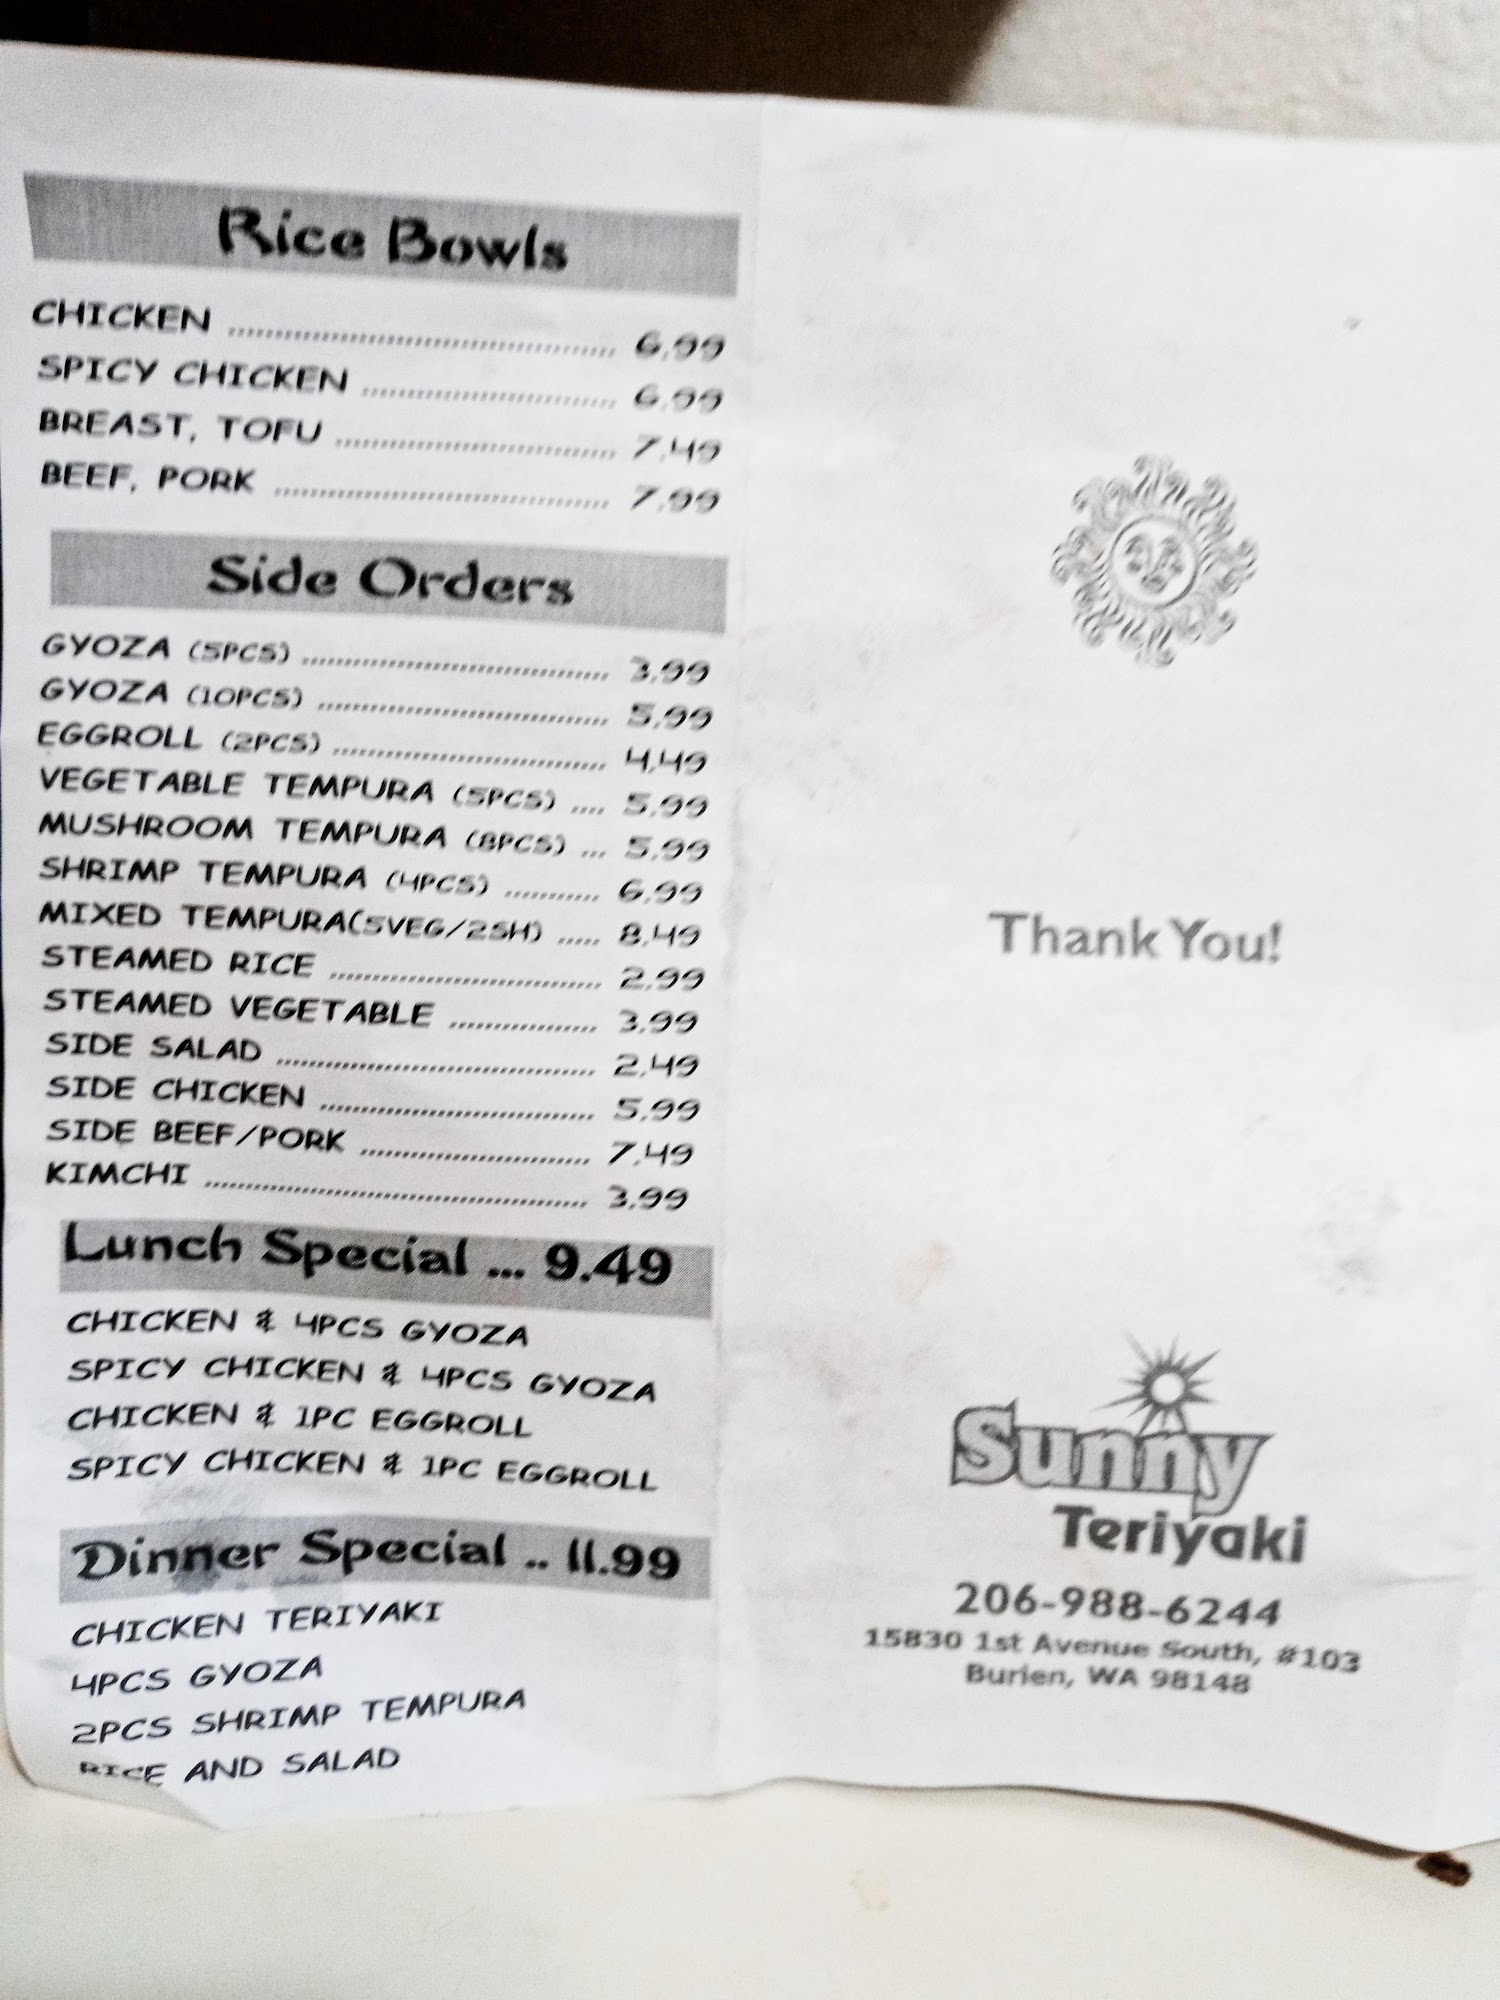 Rice Bowls
CHICKEN ........ 6.99
SPICY CHICKEN ........ 6.99
BREAST, TOFU ........ 7.49
BEEF, PORK ........ 7.99
Side Orders
GYOZA (5PCS) ........ 3.99
GYOZA (10PCS) ........ 5.99
EGGROLL (2PCS) ........ 4.49
VEGETABLE TEMPURA (5PCS) .... 5.99
MUSHROOM TEMPURA (8PCS) ... 5.99
SHRIMP TEMPURA (4PCS) ........ 6.99
MIXED TEMPURA(5VEG/2SH) ..... 8.49
STEAMED RICE ........ 2.99
STEAMED VEGETABLE ........ 3.99
SIDE SALAD ........ 2.49
SIDE CHICKEN ........ 5.99
SIDE BEEF/PORK ........ 7.49
KIMCHI ........ 3.99
Lunch Special ... 9.49
CHICKEN & 4PCS GYOZA
SPICY CHICKEN & 4PCS GYOZA
CHICKEN & 1PC EGGROLL
SPICY CHICKEN & 1PC EGGROLL
Dinner Special .. 11.99
CHICKEN TERIYAKI
4PCS GYOZA
2PCS SHRIMP TEMPURA
RICE AND SALAD
Thank You!
Sunny
Teriyaki
206-988-6244
15830 1st Avenue South, #103
Burien, WA 98148